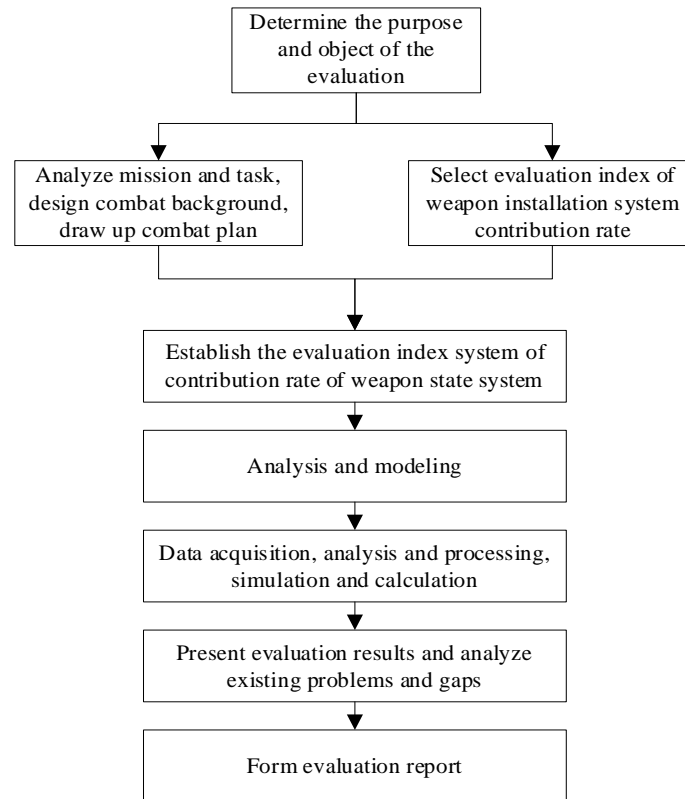 Determine the purpose
and object of the
evaluation
Analyze mission and task,
design combat background,
draw up combat plan
Select evaluation index of
weapon installation system
contribution rate
Establish the evaluation index system of
contribution rate of weapon state system
Analysis and modeling
Data acquisition, analysis and processing,
simulation and calculation
Present evaluation results and analyze
existing problems and gaps
Form evaluation report